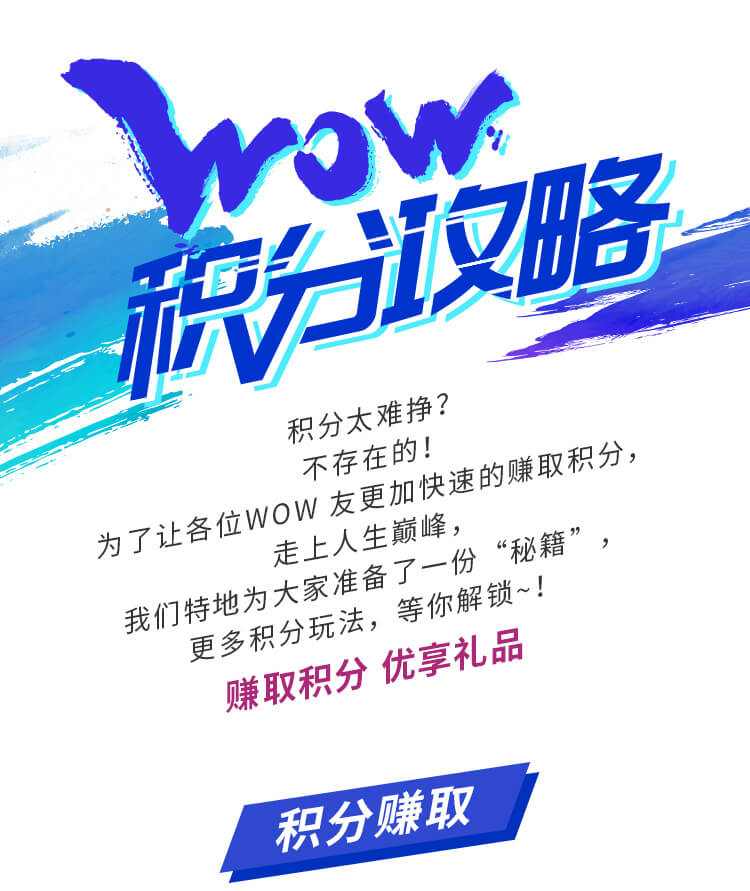 WOW
积分攻略
积分太难挣？
不存在的！
为了让各位WOW 友更加快速的赚取积分，
走上人生巅峰，
我们特地为大家准备了一份“秘籍”，
更多积分玩法，等你解锁~！
赚取积分 优享礼品
积分赚取